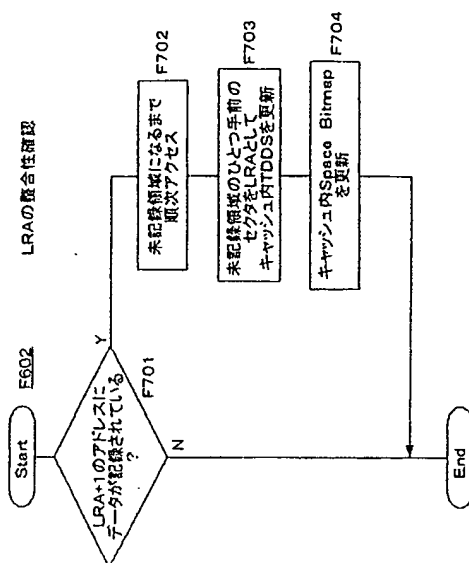 F602
LRAの整合性確認
Start
LRA+1のアドレスに
データが記録されている
?
F701
Y
N
未記録領域になるまで
順次アクセス
F702
未記録領域のひとつ手前の
セクタをLRAとして
キャッシュ内TDDSを更新
F703
キャッシュ内Space Bitmap
を更新
F704
End